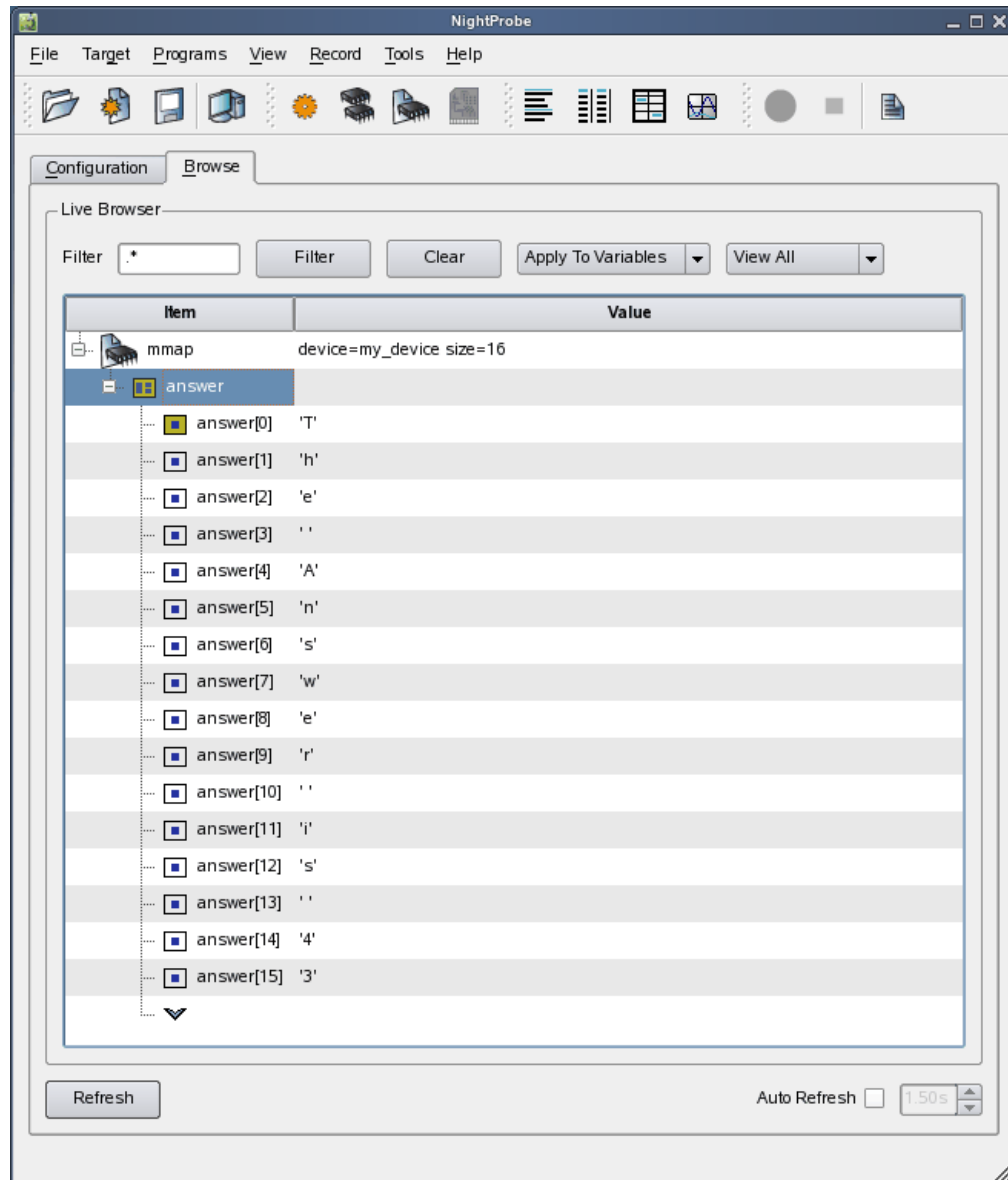 NightProbe
File Target Programs View Record Tools Help
Configuration Browse
Live Browser
Filter .* Filter Clear Apply To Variables View All
Item Value
mmap device=my_device size=16
answer
answer[0] 'T'
answer[1] 'h'
answer[2] 'e'
answer[3] ' '
answer[4] 'A'
answer[5] 'n'
answer[6] 's'
answer[7] 'w'
answer[8] 'e'
answer[9] 'r'
answer[10] ' '
answer[11] 'i'
answer[12] 's'
answer[13] ' '
answer[14] '4'
answer[15] '3'
Refresh Auto Refresh 1.50s